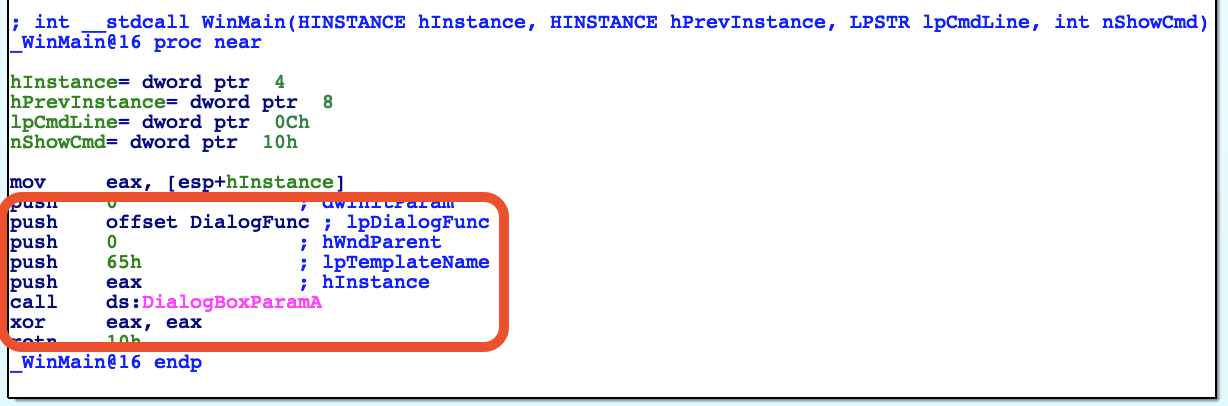 ; int __stdcall WinMain(HINSTANCE hInstance, HINSTANCE hPrevInstance, LPSTR lpCmdLine, int nShowCmd)
_WinMain@16 proc near
hInstance= dword ptr  4
hPrevInstance= dword ptr  8
lpCmdLine= dword ptr  0Ch
nShowCmd= dword ptr  10h
mov     eax, [esp+hInstance]
push    0               ; dwInitParam
push    offset DialogFunc ; lpDialogFunc
push    0               ; hWndParent
push    65h             ; lpTemplateName
push    eax             ; hInstance
call    ds:DialogBoxParamA
xor     eax, eax
retn    10h
_WinMain@16 endp